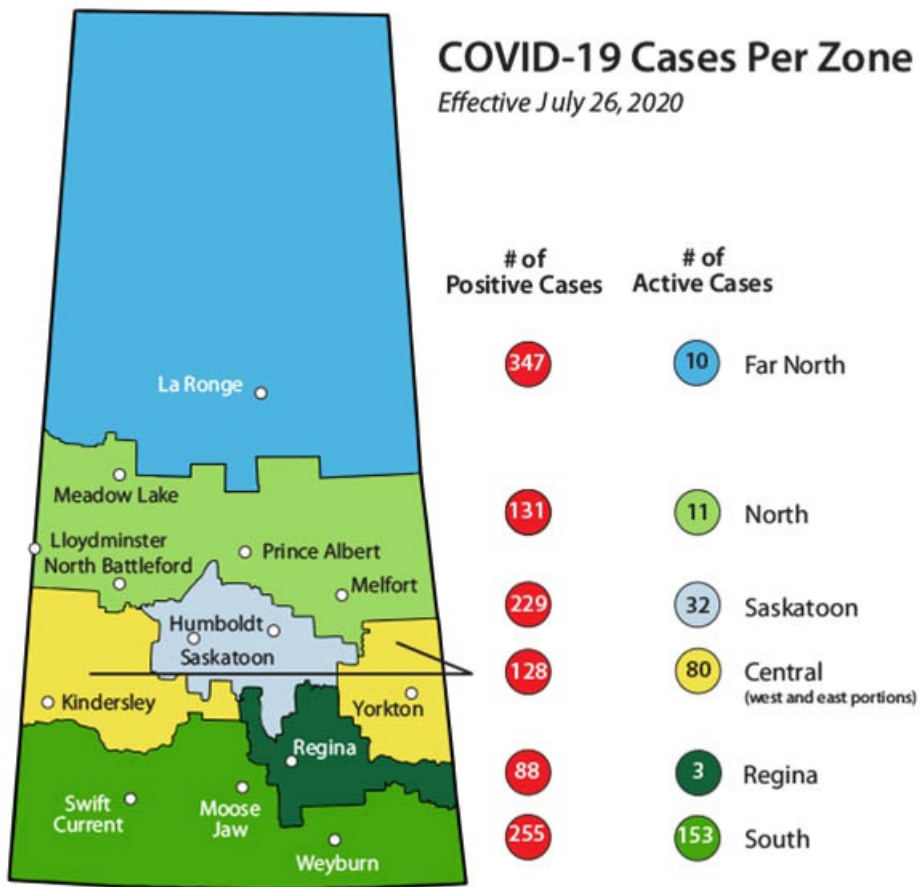 COVID-19 Cases Per Zone
Effective July 26, 2020
# of
Positive Cases
# of
Active Cases
347
10
Far North
131
11
North
229
32
Saskatoon
128
80
Central
(west and east portions)
88
3
Regina
255
153
South
La Ronge
Meadow Lake
Lloydminster
North Battleford
Prince Albert
Melfort
Humboldt
Saskatoon
Kindersley
Yorkton
Regina
Swift
Current
Moose
Jaw
Weyburn